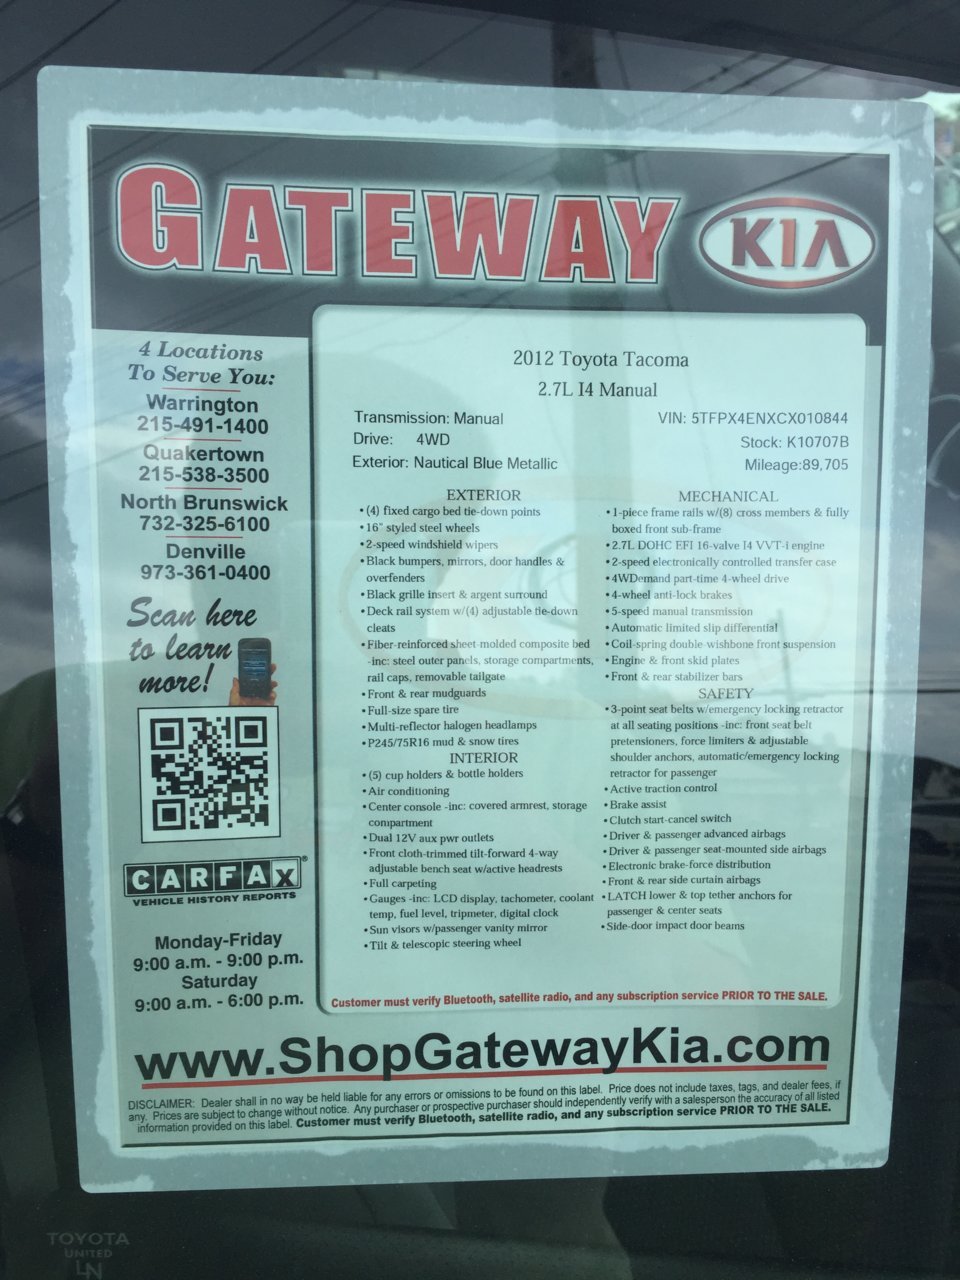 GATEWAY KIA
4 Locations
To Serve You:
Warrington
215-491-1400
Quakertown
215-538-3500
North Brunswick
732-325-6100
Denville
973-361-0400
Scan here
to learn
more!
CARFAX®
VEHICLE HISTORY REPORTS
Monday-Friday
9:00 a.m. - 9:00 p.m.
Saturday
9:00 a.m. - 6:00 p.m.
2012 Toyota Tacoma
2.7L I4 Manual
Transmission: Manual
Drive: 4WD
Exterior: Nautical Blue Metallic
VIN: 5TFPX4ENXCX010844
Stock: K10707B
Mileage:89,705
EXTERIOR
• (4) fixed cargo bed tie-down points
• 16" styled steel wheels
• 2-speed windshield wipers
• Black bumpers, mirrors, door handles &
overfenders
• Black grille insert & argent surround
• Deck rail system w/(4) adjustable tie-down
cleats
• Fiber-reinforced sheet-molded composite bed
-inc: steel outer panels, storage compartments,
rail caps, removable tailgate
• Front & rear mudguards
• Full-size spare tire
• Multi-reflector halogen headlamps
• P245/75R16 mud & snow tires
INTERIOR
• (5) cup holders & bottle holders
• Air conditioning
• Center console -inc: covered armrest, storage
compartment
• Dual 12V aux pwr outlets
• Front cloth-trimmed tilt-forward 4-way
adjustable bench seat w/active headrests
• Full carpeting
• Gauges -inc: LCD display, tachometer, coolant
temp, fuel level, tripmeter, digital clock
• Sun visors w/passenger vanity mirror
• Tilt & telescopic steering wheel
MECHANICAL
• 1-piece frame rails w/(8) cross members & fully
boxed front sub-frame
• 2.7L DOHC EFI 16-valve I4 VVT-i engine
• 2-speed electronically controlled transfer case
• 4WDemand part-time 4-wheel drive
• 4-wheel anti-lock brakes
• 5-speed manual transmission
• Automatic limited slip differential
• Coil-spring double-wishbone front suspension
• Engine & front skid plates
• Front & rear stabilizer bars
SAFETY
• 3-point seat belts w/emergency locking retractor
at all seating positions -inc: front seat belt
pretensioners, force limiters & adjustable
shoulder anchors, automatic/emergency locking
retractor for passenger
• Active traction control
• Brake assist
• Clutch start-cancel switch
• Driver & passenger advanced airbags
• Driver & passenger seat-mounted side airbags
• Electronic brake-force distribution
• Front & rear side curtain airbags
• LATCH lower & top tether anchors for
passenger & center seats
• Side-door impact door beams
Customer must verify Bluetooth, satellite radio, and any subscription service PRIOR TO THE SALE.
www.ShopGatewayKia.com
DISCLAIMER: Dealer shall in no way be held liable for any errors or omissions to be found on this label. Price does not include taxes, tags, and dealer fees, if
any. Prices are subject to change without notice. Any purchaser or prospective purchaser should independently verify with a salesperson the accuracy of all listed
information provided on this label. Customer must verify Bluetooth, satellite radio, and any subscription service PRIOR TO THE SALE.
TOYOTA
UNITED
LN